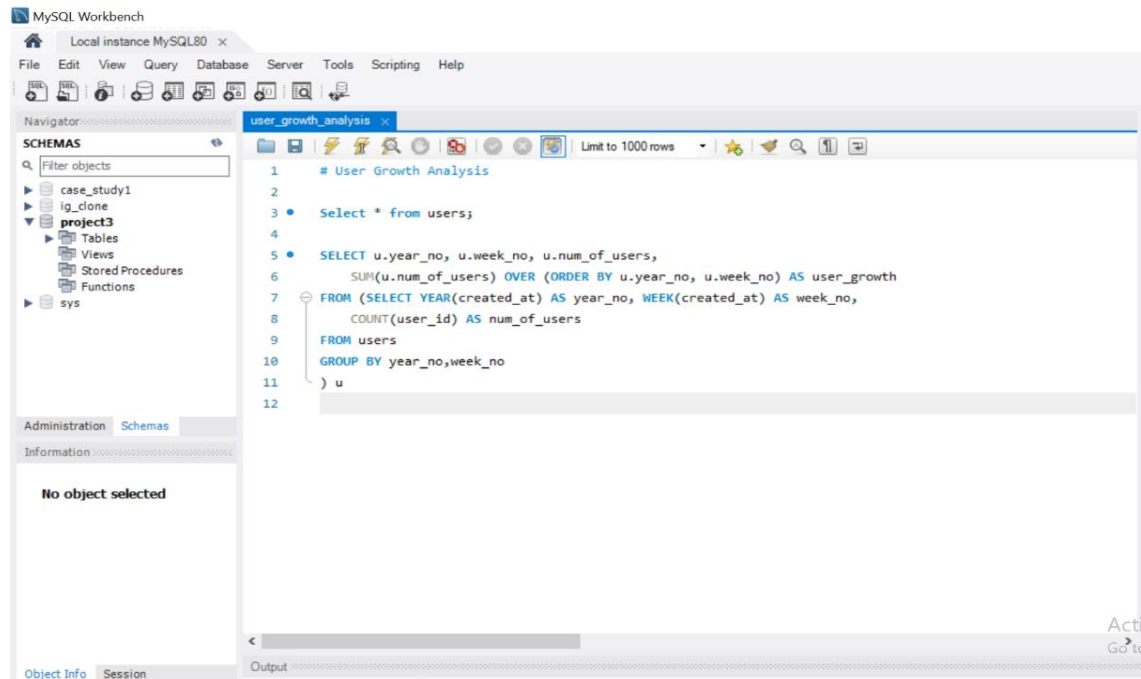 MySQL Workbench
Local instance MySQL80 ×
File Edit View Query Database Server Tools Scripting Help
Navigator
user_growth_analysis ×
SCHEMAS
Limit to 1000 rows
Filter objects
case_study1
ig_clone
project3
Tables
Views
Stored Procedures
Functions
sys
1 # User Growth Analysis
2
3 Select * from users;
4
5 SELECT u.year_no, u.week_no, u.num_of_users,
6 SUM(u.num_of_users) OVER (ORDER BY u.year_no, u.week_no) AS user_growth
7 FROM (SELECT YEAR(created_at) AS year_no, WEEK(created_at) AS week_no,
8 COUNT(user_id) AS num_of_users
9 FROM users
10 GROUP BY year_no,week_no
11 ) u
12
Administration Schemas
Information
No object selected
Acti
Go to
Output
Object Info Session